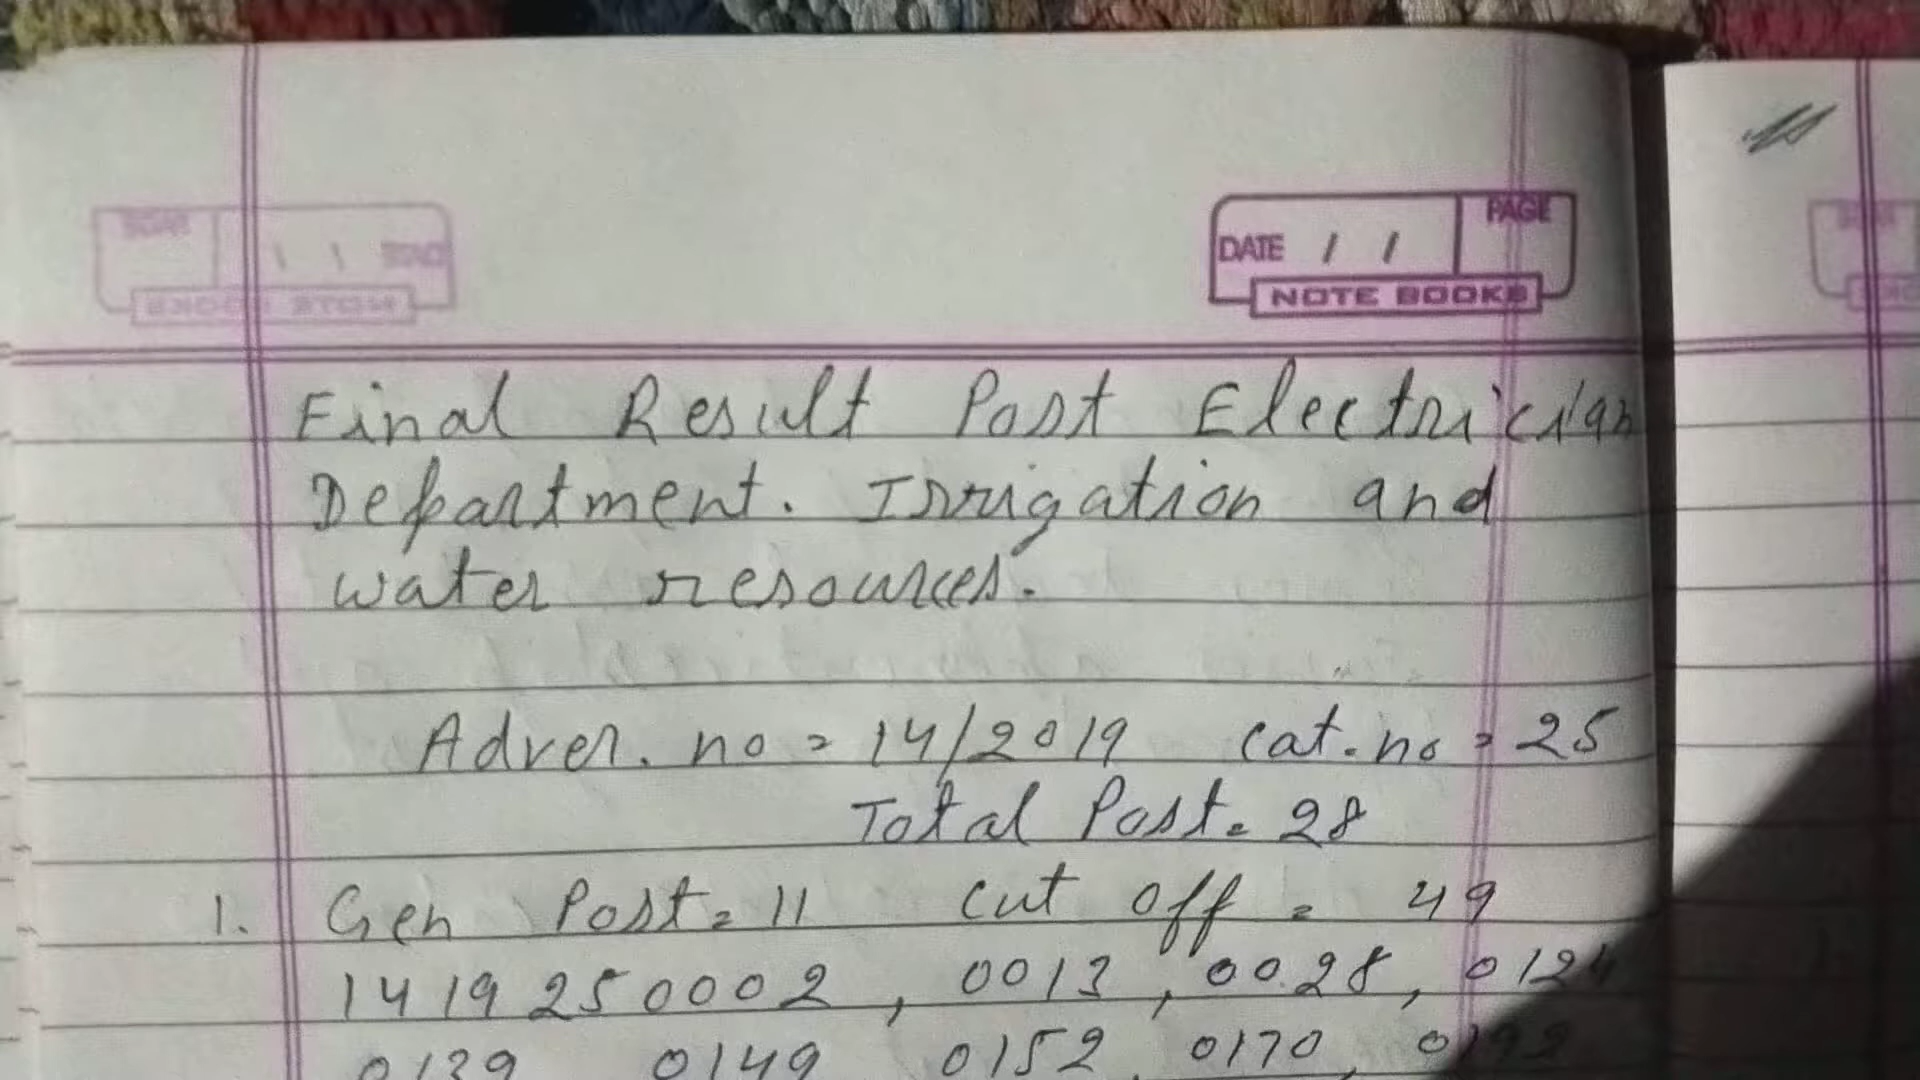 PAGE
DATE / /
NOTE BOOKS
Final Result Post Electrician
Department. Irrigation and
water resources.
Adver. no = 14/2019 cat. no = 25
Total Post = 28
1. Gen Post = 11 cut off = 49
1419250002, 0013, 0028, 0124
0139 0149 0152, 0170, 0192